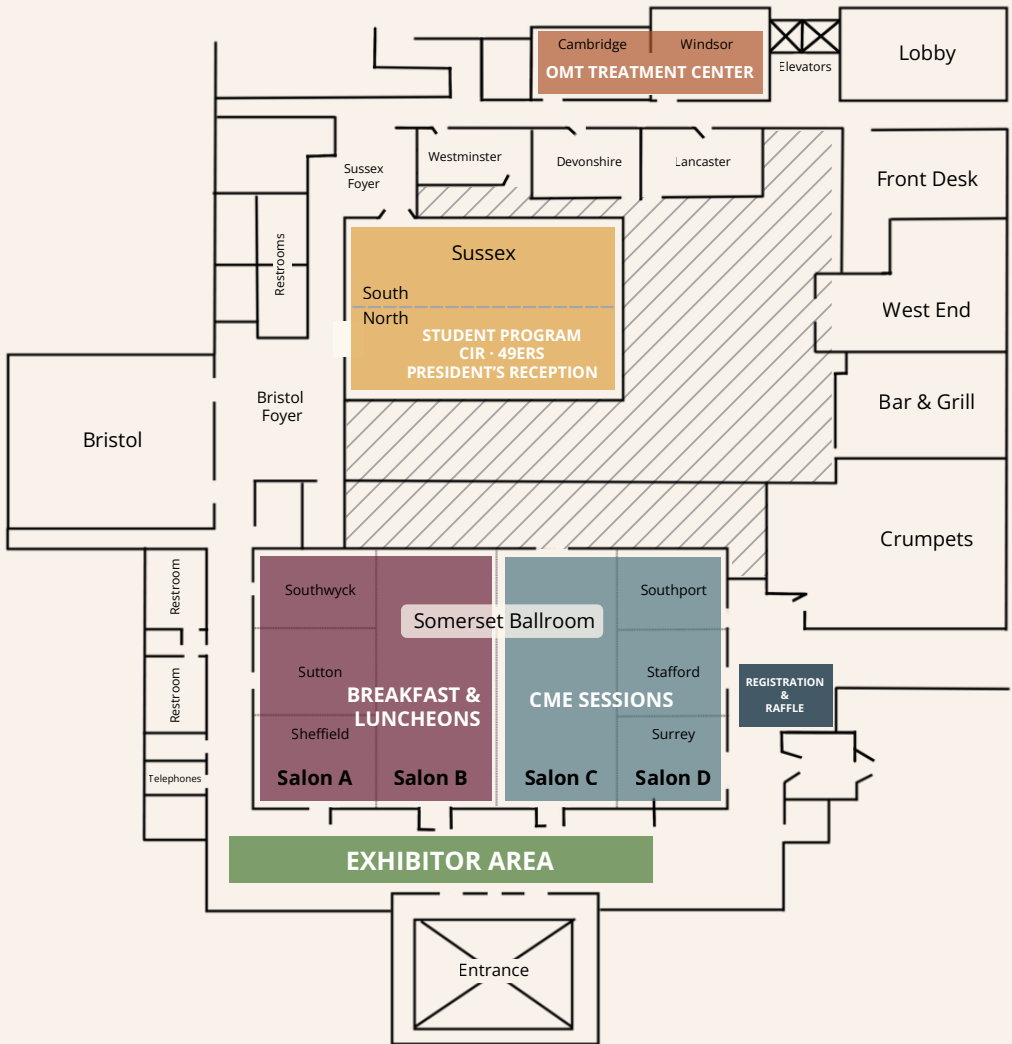 Cambridge
Windsor
OMT TREATMENT CENTER
Elevators
Lobby
Westminster
Devonshire
Lancaster
Sussex
Foyer
Front Desk
Restrooms
Sussex
South
North
STUDENT PROGRAM
CIR · 49ERS
PRESIDENT’S RECEPTION
West End
Bristol
Foyer
Bar & Grill
Bristol
Crumpets
Restroom
Southwyck
Southport
Somerset Ballroom
Restroom
Sutton
Stafford
BREAKFAST &
LUNCHEONS
CME SESSIONS
REGISTRATION
&
RAFFLE
Sheffield
Surrey
Telephones
Salon A
Salon B
Salon C
Salon D
EXHIBITOR AREA
Entrance